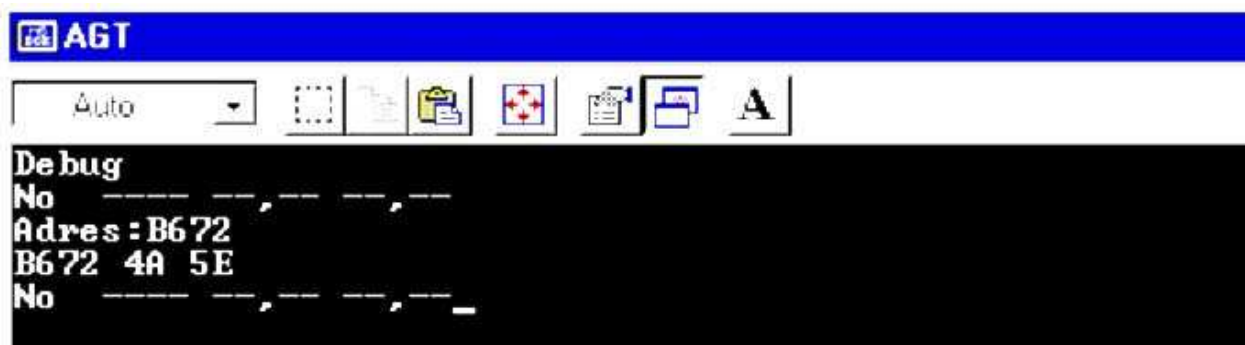 AGT
Auto
A
Debug
No ---- --,-- --,--
Adres:B672
B672 4A 5E
No ---- --,-- --,--_